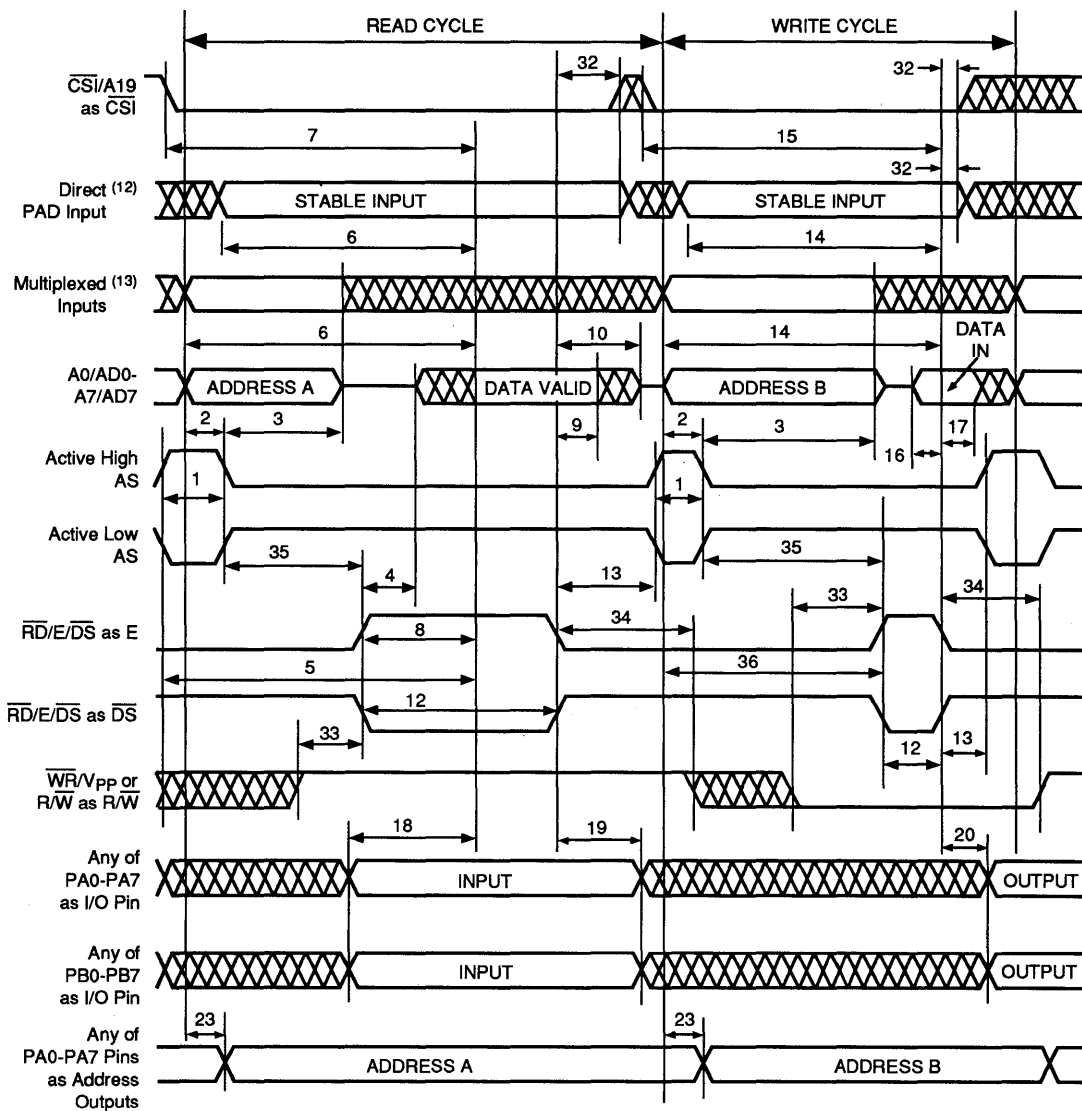 READ CYCLE WRITE CYCLE
CSI/A19
as CSI
32 32
7 15
32
Direct (12)
PAD Input
STABLE INPUT STABLE INPUT
6 14
Multiplexed (13)
Inputs
6 10 14 DATA
IN
A0/AD0-
A7/AD7
ADDRESS A DATA VALID ADDRESS B
2 3 9 2 3 16 17
Active High
AS
1 1
Active Low
AS
35 4 13 35 34
33
RD/E/DS as E
8 34
5 36
RD/E/DS as DS
12 12 13
33
WR/VPP or
R/W as R/W
18 19 20
Any of
PA0-PA7
as I/O Pin
INPUT OUTPUT
Any of
PB0-PB7
as I/O Pin
INPUT OUTPUT
23 23
Any of
PA0-PA7 Pins
as Address
Outputs
ADDRESS A ADDRESS B